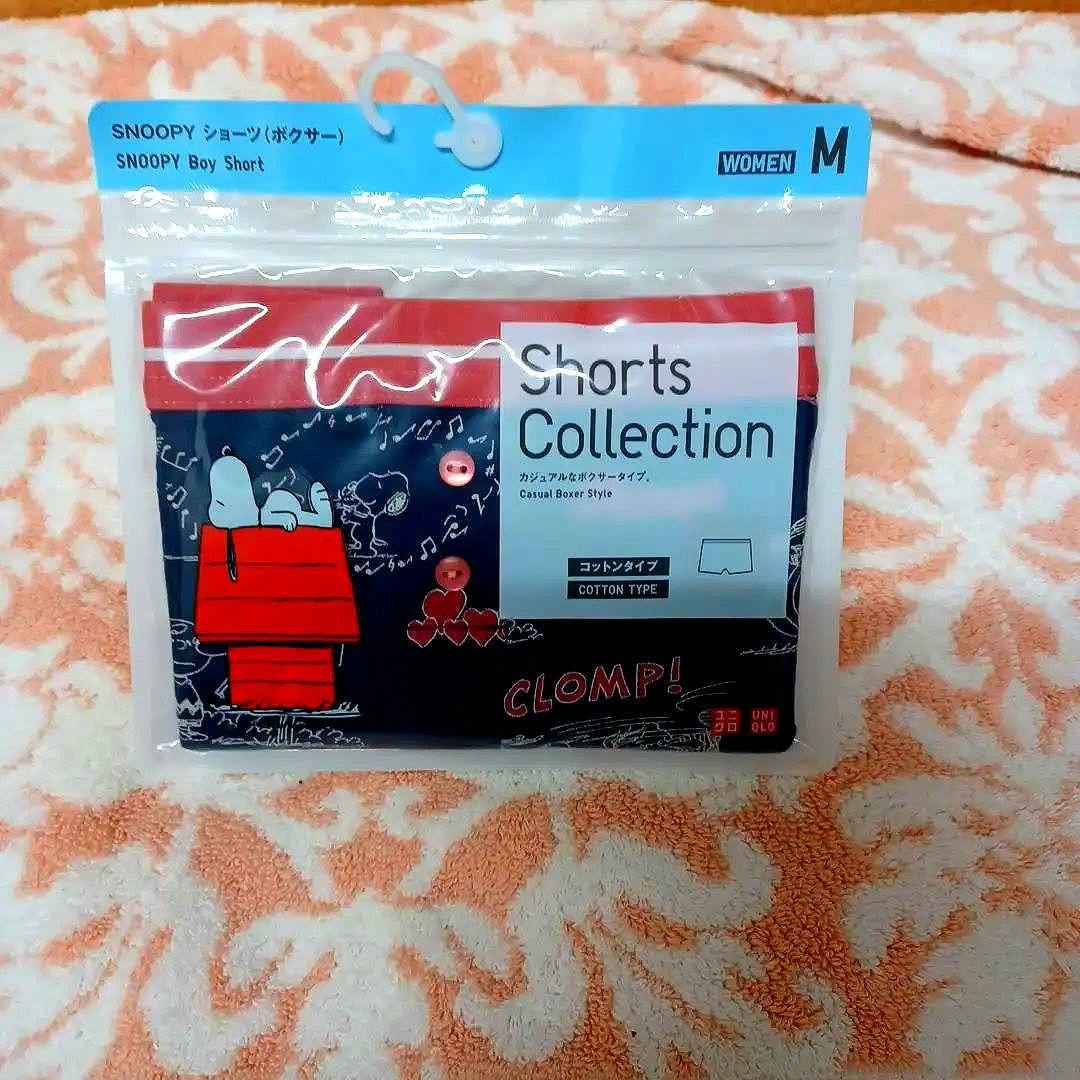 SNOOPY ショーツ(ボクサー)
SNOOPY Boy Short
WOMEN M
Shorts
Collection
カジュアルなボクサータイプ。
Casual Boxer Style
コットンタイプ
COTTON TYPE
CLOMP!
ユニ
クロ
UNI
QLO